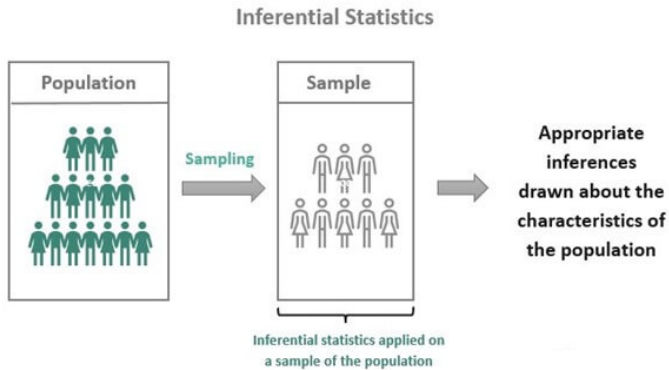 Inferential Statistics
Population
Sample
Sampling
Appropriate
inferences
drawn about the
characteristics of
the population
Inferential statistics applied on
a sample of the population